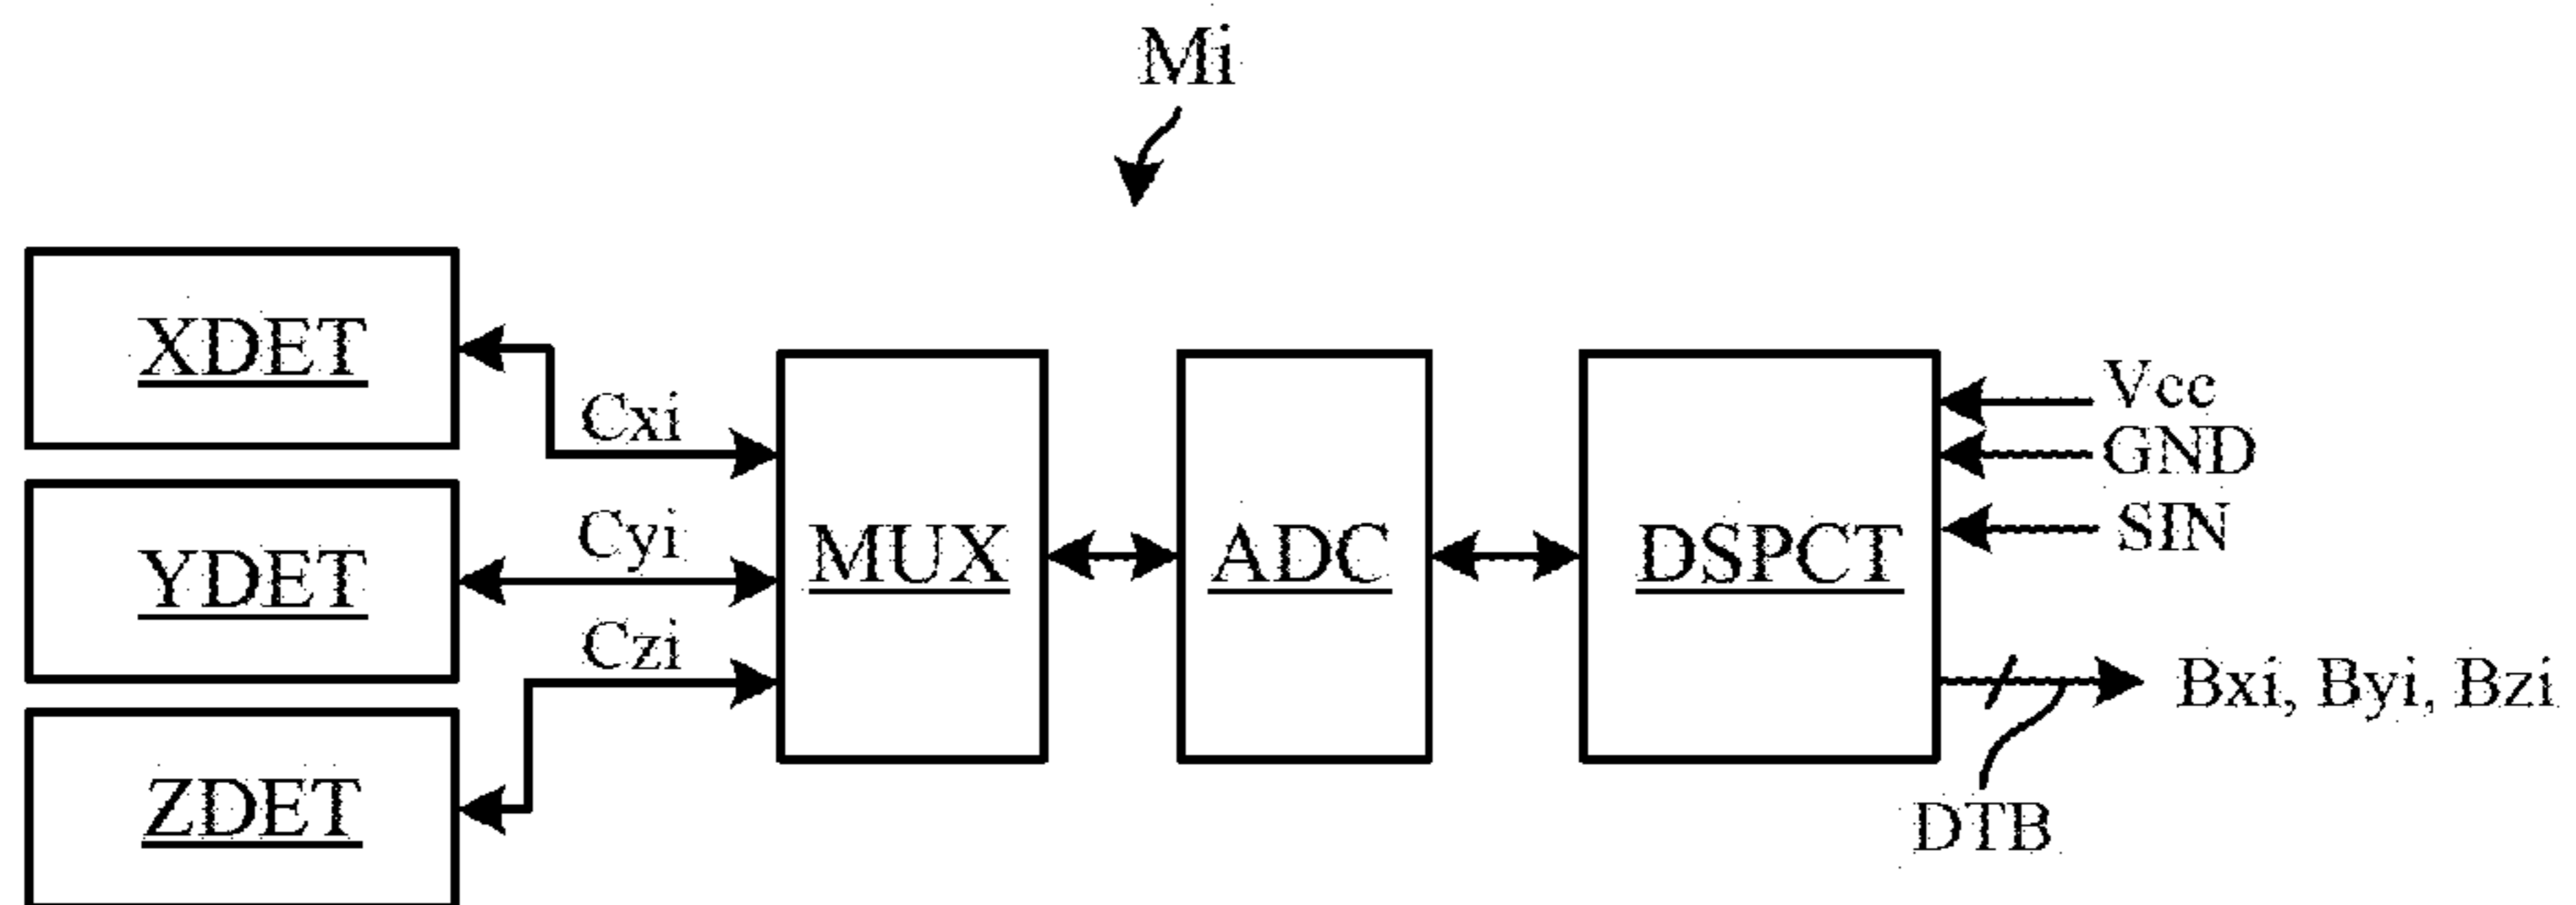 Mi
XDET
Cxi
YDET
Cyi
ZDET
Czi
MUX
ADC
DSPCT
Vcc
GND
SIN
Bxi, Byi, Bzi
DTB